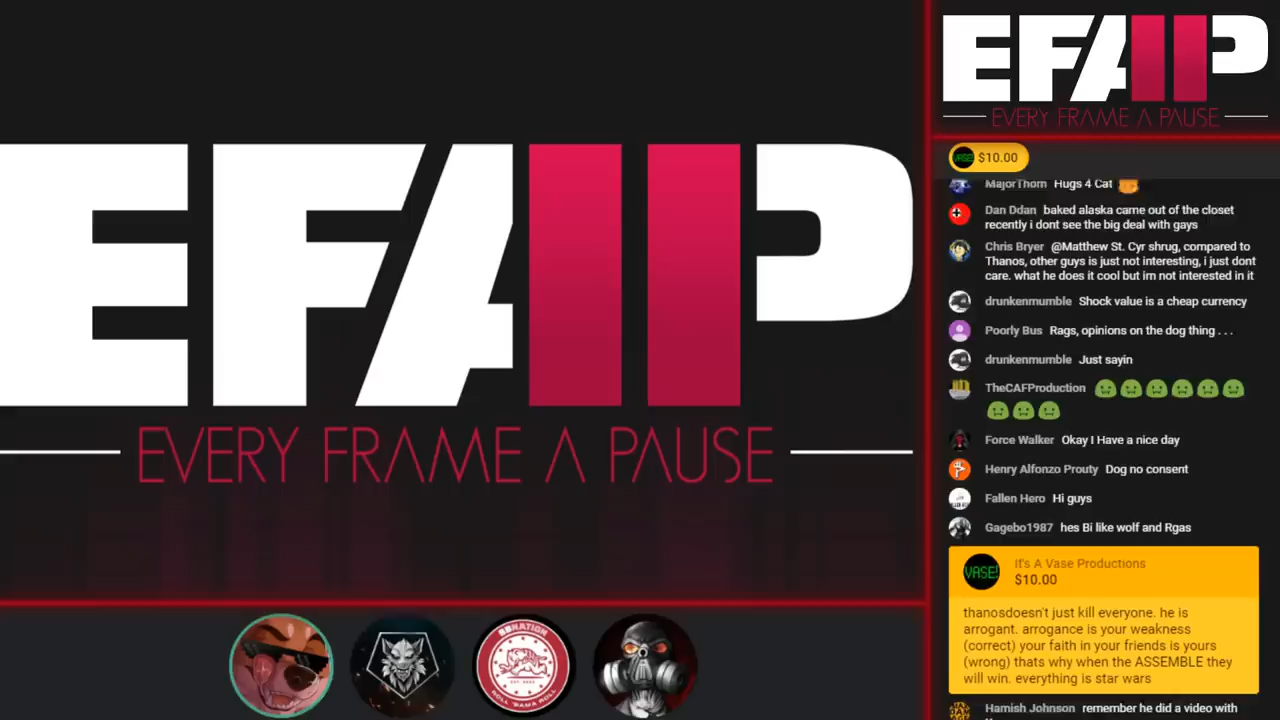 EFAP
EVERY FRAME A PAUSE
BBNATION
ROLL 'BAMA ROLL
EFAP
EVERY FRAME A PAUSE
VASE! $10.00
MajorThorn Hugs 4 Cat
Dan Ddan baked alaska came out of the closet
recently i dont see the big deal with gays
Chris Bryer @Matthew St. Cyr shrug, compared to
Thanos, other guys is just not interesting, i just dont
care. what he does it cool but im not interested in it
drunkenmumble Shock value is a cheap currency
Poorly Bus Rags, opinions on the dog thing . . .
drunkenmumble Just sayin
TheCAFProduction
Force Walker Okay I Have a nice day
Henry Alfonzo Prouty Dog no consent
Fallen Hero Hi guys
Gagebo1987 hes Bi like wolf and Rgas
VASE!
It's A Vase Productions
$10.00
thanosdoesn't just kill everyone. he is
arrogant. arrogance is your weakness
(correct) your faith in your friends is yours
(wrong) thats why when the ASSEMBLE they
will win. everything is star wars
Hamish Johnson remember he did a video with